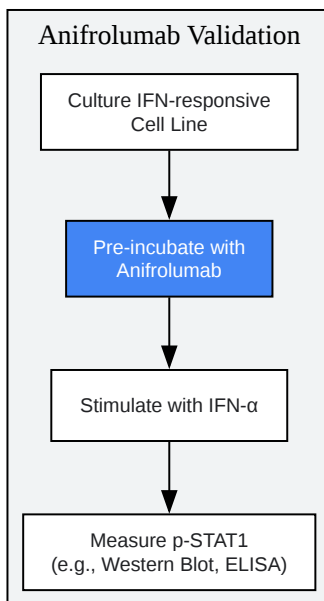 Anifrolumab Validation
Culture IFN-responsive
Cell Line
Pre-incubate with
Anifrolumab
Stimulate with IFN-α
Measure p-STAT1
(e.g., Western Blot, ELISA)